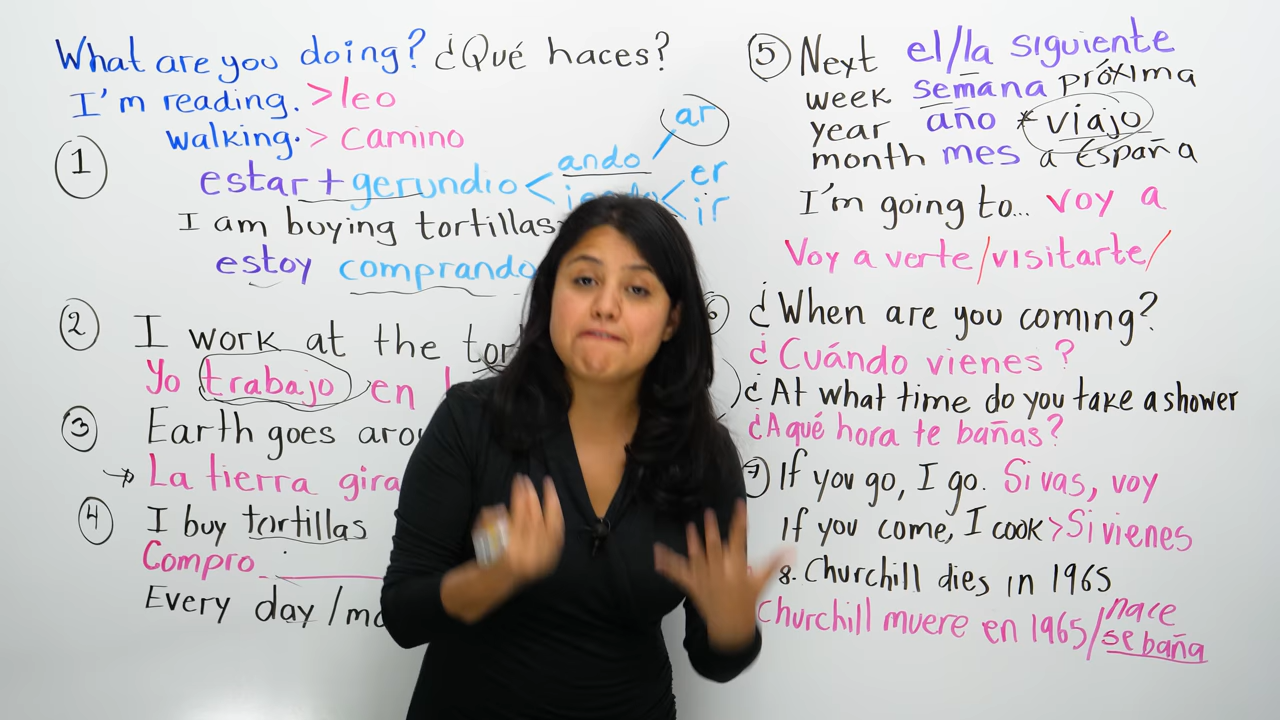 What are you doing? ¿Qué haces?
I'm reading. > leo
walking. > camino
ar
1
ando
estar + gerundio <
< er
ir
I am buying tortillas
estoy comprando
2 I work at the
Yo trabajo en
3 Earth goes
→ La tierra gira
4 I buy tortillas
Compro
Every day /
5 Next el/la siguiente
week semana próxima
year año * viajo
month mes a España
I'm going to... voy a
Voy a verte/visitarte/
6 ¿When are you coming?
¿Cuándo vienes?
¿At what time do you take a shower
¿A qué hora te bañas?
7 If you go, I go. Si vas, voy
If you come, I cook > Si vienes
8. Churchill dies in 1965
Churchill muere en 1965/nace
se baña